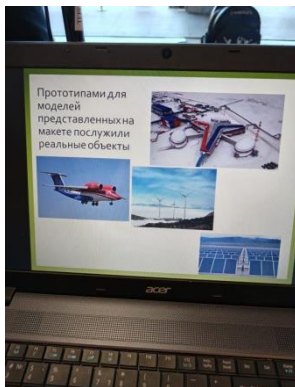 Прототипами для
моделей
представленных на
макете послужили
реальные объекты
acer